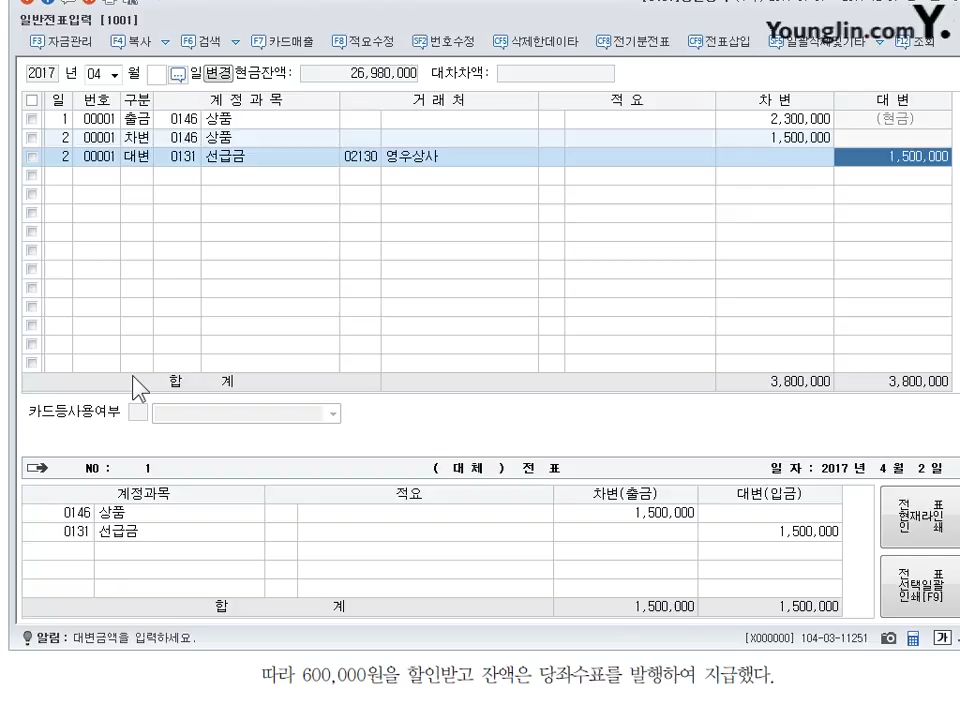 일반전표입력 [1001]
Younglin.com Y.
F3 자금관리 F4 복사 F6 검색 F7 카드매출 F8 적요수정 SF2 번호수정 CF5 삭제한데이타 CF8 전기분전표 CF9 전표삽입 SF5 일괄삭제및기타 F12 조회
2017 년 04 월 일 변경 현금잔액: 26,980,000 대차차액:
일 번호 구분 계 정 과 목 거 래 처 적 요 차 변 대 변
1 00001 출금 0146 상품 2,300,000 (현금)
2 00001 차변 0146 상품 1,500,000
2 00001 대변 0131 선급금 02130 영우상사 1,500,000
합 계 3,800,000 3,800,000
카드등사용여부
NO : 1 ( 대 체 ) 전 표 일 자 : 2017 년 4 월 2 일
계정과목 적요 차변(출금) 대변(입금)
0146 상품 1,500,000
0131 선급금 1,500,000
합 계 1,500,000 1,500,000
전 표
현재라인
인 쇄
전 표
선택일괄
인쇄[F9]
알림 : 대변금액을 입력하세요. [X000000] 104-03-11251 가
따라 600,000원을 할인받고 잔액은 당좌수표를 발행하여 지급했다.